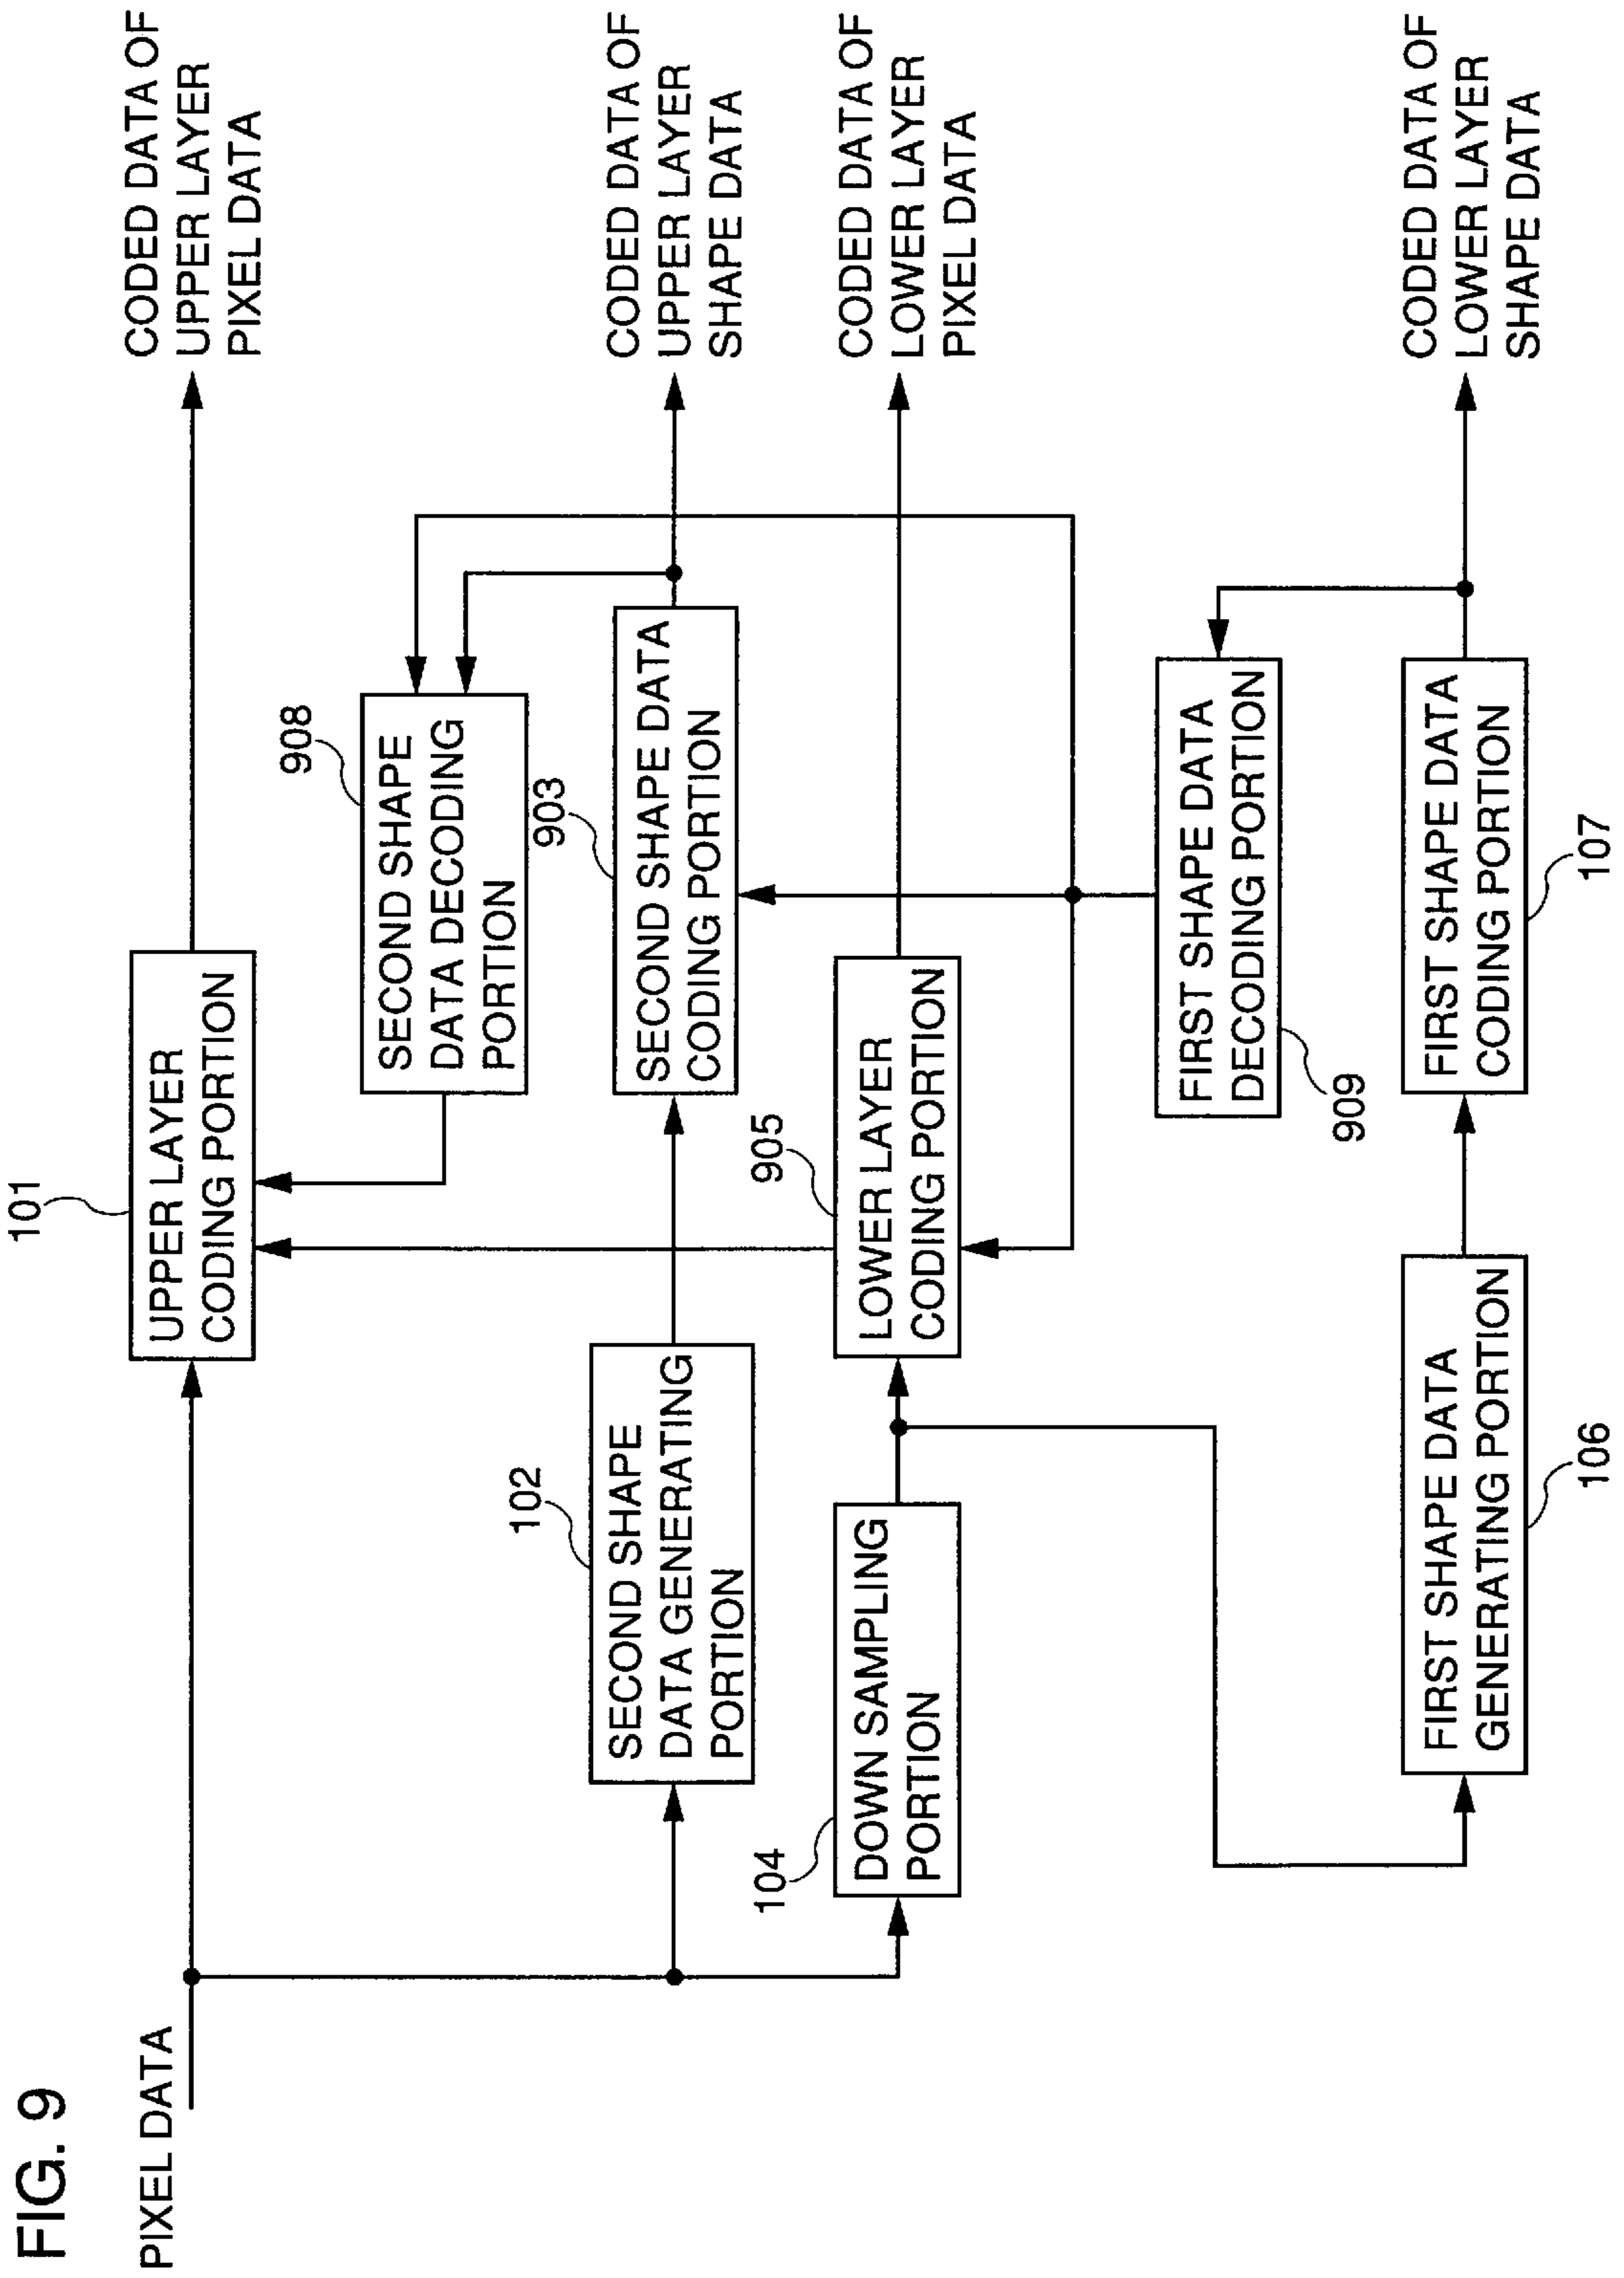 FIG. 9
PIXEL DATA
101
UPPER LAYER
CODING PORTION
CODED DATA OF
UPPER LAYER
PIXEL DATA
908
SECOND SHAPE
DATA DECODING
PORTION
102
SECOND SHAPE
DATA GENERATING
PORTION
903
SECOND SHAPE DATA
CODING PORTION
CODED DATA OF
UPPER LAYER
SHAPE DATA
104
DOWN SAMPLING
PORTION
905
LOWER LAYER
CODING PORTION
CODED DATA OF
LOWER LAYER
PIXEL DATA
FIRST SHAPE DATA
DECODING PORTION
909
FIRST SHAPE DATA
GENERATING PORTION
106
FIRST SHAPE DATA
CODING PORTION
107
CODED DATA OF
LOWER LAYER
SHAPE DATA